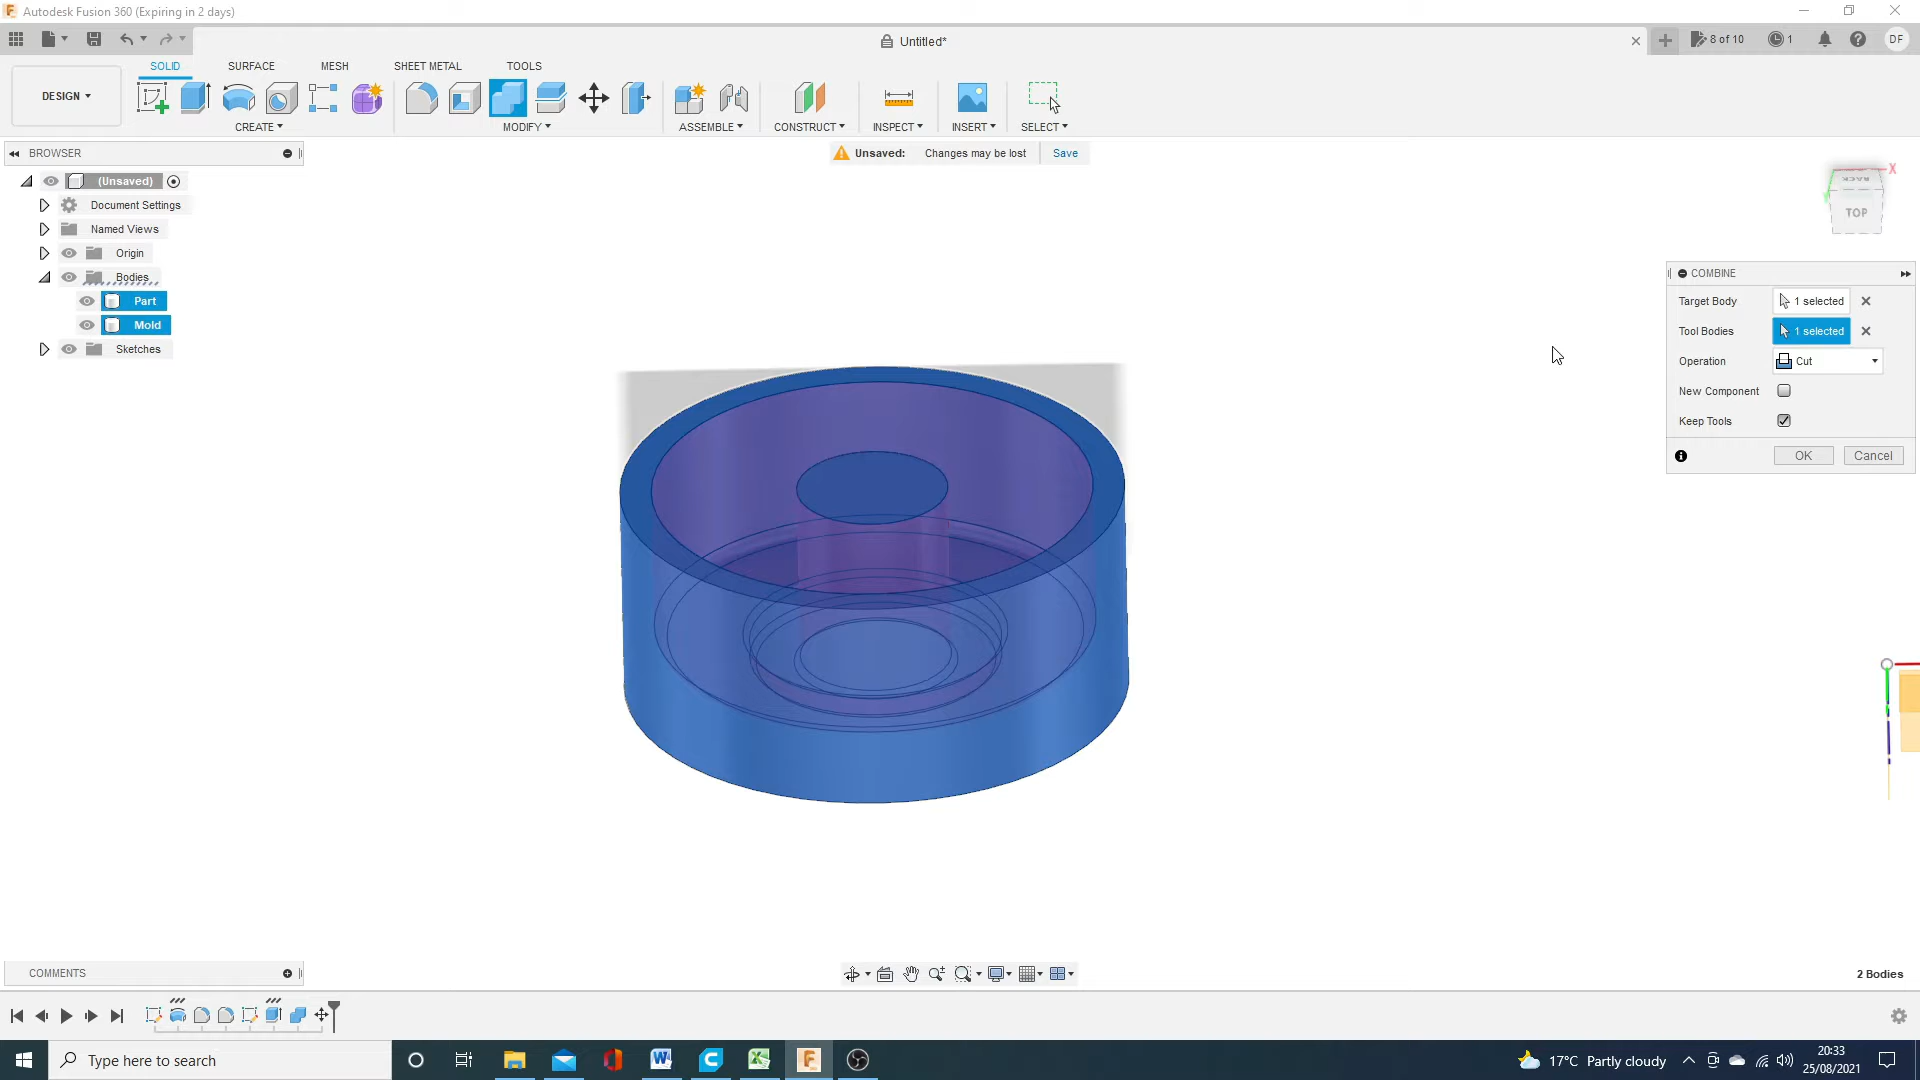 Autodesk Fusion 360 (Expiring in 2 days)
Untitled*
8 of 10
1
DF
DESIGN
SOLID
SURFACE
MESH
SHEET METAL
TOOLS
CREATE
MODIFY
ASSEMBLE
CONSTRUCT
INSPECT
INSERT
SELECT
BROWSER
Unsaved: Changes may be lost Save
(Unsaved)
Document Settings
Named Views
Origin
Bodies
Part
Mold
Sketches
X
BACK
TOP
COMBINE
Target Body 1 selected
Tool Bodies 1 selected
Operation Cut
New Component
Keep Tools
OK Cancel
COMMENTS
2 Bodies
Type here to search
17°C Partly cloudy
20:33
25/08/2021